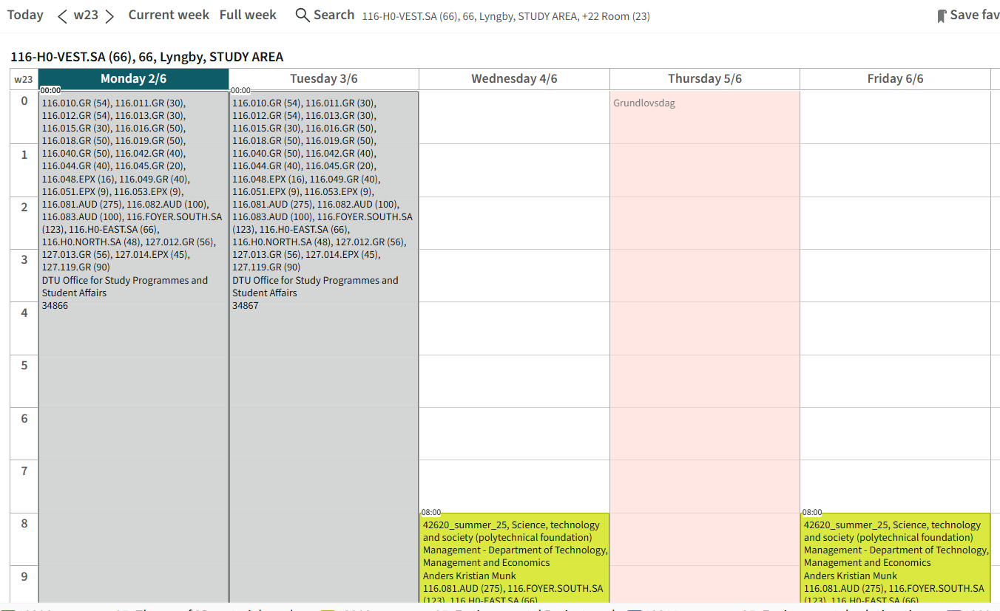 Today < w23 > Current week Full week Search 116-H0-VEST.SA (66), 66, Lyngby, STUDY AREA, +22 Room (23) Save fav
116-H0-VEST.SA (66), 66, Lyngby, STUDY AREA
w23 Monday 2/6 Tuesday 3/6 Wednesday 4/6 Thursday 5/6 Friday 6/6
00:00
116.010.GR (54), 116.011.GR (30),
116.012.GR (54), 116.013.GR (30),
116.015.GR (30), 116.016.GR (50),
116.018.GR (50), 116.019.GR (50),
116.040.GR (50), 116.042.GR (40),
116.044.GR (40), 116.045.GR (20),
116.048.EPX (16), 116.049.GR (40),
116.051.EPX (9), 116.053.EPX (9),
116.081.AUD (275), 116.082.AUD (100),
116.083.AUD (100), 116.FOYER.SOUTH.SA
(123), 116.H0-EAST.SA (66),
116.H0.NORTH.SA (48), 127.012.GR (56),
127.013.GR (56), 127.014.EPX (45),
127.119.GR (90)
DTU Office for Study Programmes and
Student Affairs
34866
00:00
116.010.GR (54), 116.011.GR (30),
116.012.GR (54), 116.013.GR (30),
116.015.GR (30), 116.016.GR (50),
116.018.GR (50), 116.019.GR (50),
116.040.GR (50), 116.042.GR (40),
116.044.GR (40), 116.045.GR (20),
116.048.EPX (16), 116.049.GR (40),
116.051.EPX (9), 116.053.EPX (9),
116.081.AUD (275), 116.082.AUD (100),
116.083.AUD (100), 116.FOYER.SOUTH.SA
(123), 116.H0-EAST.SA (66),
116.H0.NORTH.SA (48), 127.012.GR (56),
127.013.GR (56), 127.014.EPX (45),
127.119.GR (90)
DTU Office for Study Programmes and
Student Affairs
34867
Grundlovsdag
0
1
2
3
4
5
6
7
8
9
08:00
42620_summer_25, Science, technology
and society (polytechnical foundation)
Management - Department of Technology,
Management and Economics
Anders Kristian Munk
116.081.AUD (275), 116.FOYER.SOUTH.SA
(123), 116.H0-EAST.SA (66)
08:00
42620_summer_25, Science, technology
and society (polytechnical foundation)
Management - Department of Technology,
Management and Economics
Anders Kristian Munk
116.081.AUD (275), 116.FOYER.SOUTH.SA
(123), 116.H0-EAST.SA (66)